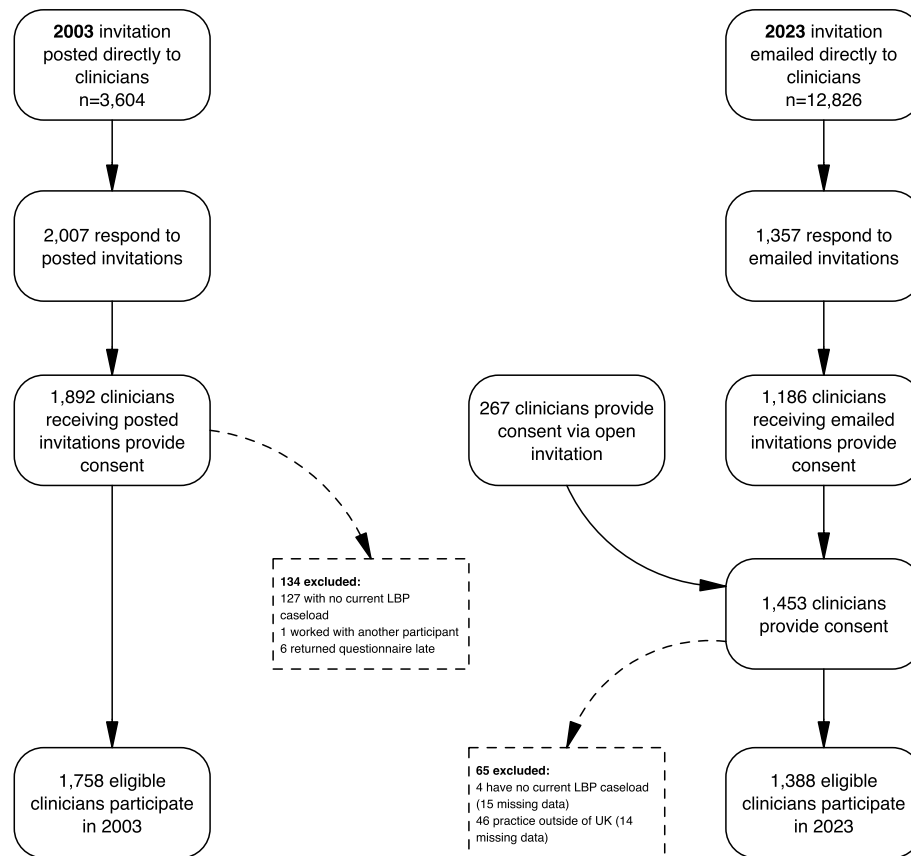 2003 invitation
posted directly to
clinicians
n=3,604
2,007 respond to
posted invitations
1,892 clinicians
receiving posted
invitations provide
consent
134 excluded:
127 with no current LBP
caseload
1 worked with another participant
6 returned questionnaire late
1,758 eligible
clinicians participate
in 2003
2023 invitation
emailed directly to
clinicians
n=12,826
1,357 respond to
emailed invitations
1,186 clinicians
receiving emailed
invitations provide
consent
267 clinicians provide
consent via open
invitation
1,453 clinicians
provide consent
65 excluded:
4 have no current LBP caseload
(15 missing data)
46 practice outside of UK (14
missing data)
1,388 eligible
clinicians participate
in 2023